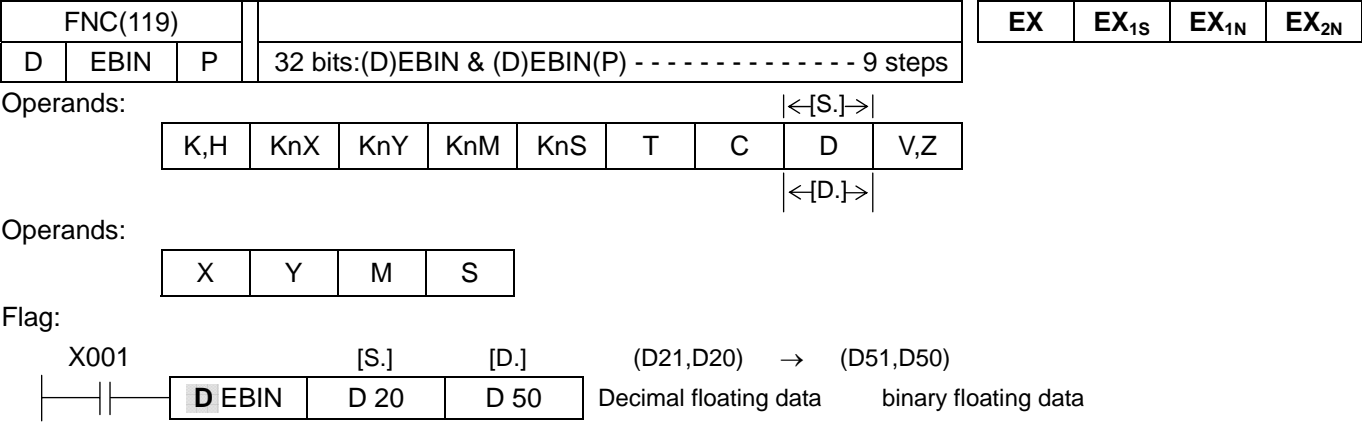 FNC(119) EX EX1S EX1N EX2N
D EBIN P 32 bits:(D)EBIN & (D)EBIN(P) - - - - - - - - - - - - - - 9 steps
Operands: [S.]
K,H KnX KnY KnM KnS T C D V,Z
[D.]
Operands:
X Y M S
Flag:
X001 [S.] [D.] (D21,D20) → (D51,D50)
D EBIN D 20 D 50 Decimal floating data binary floating data